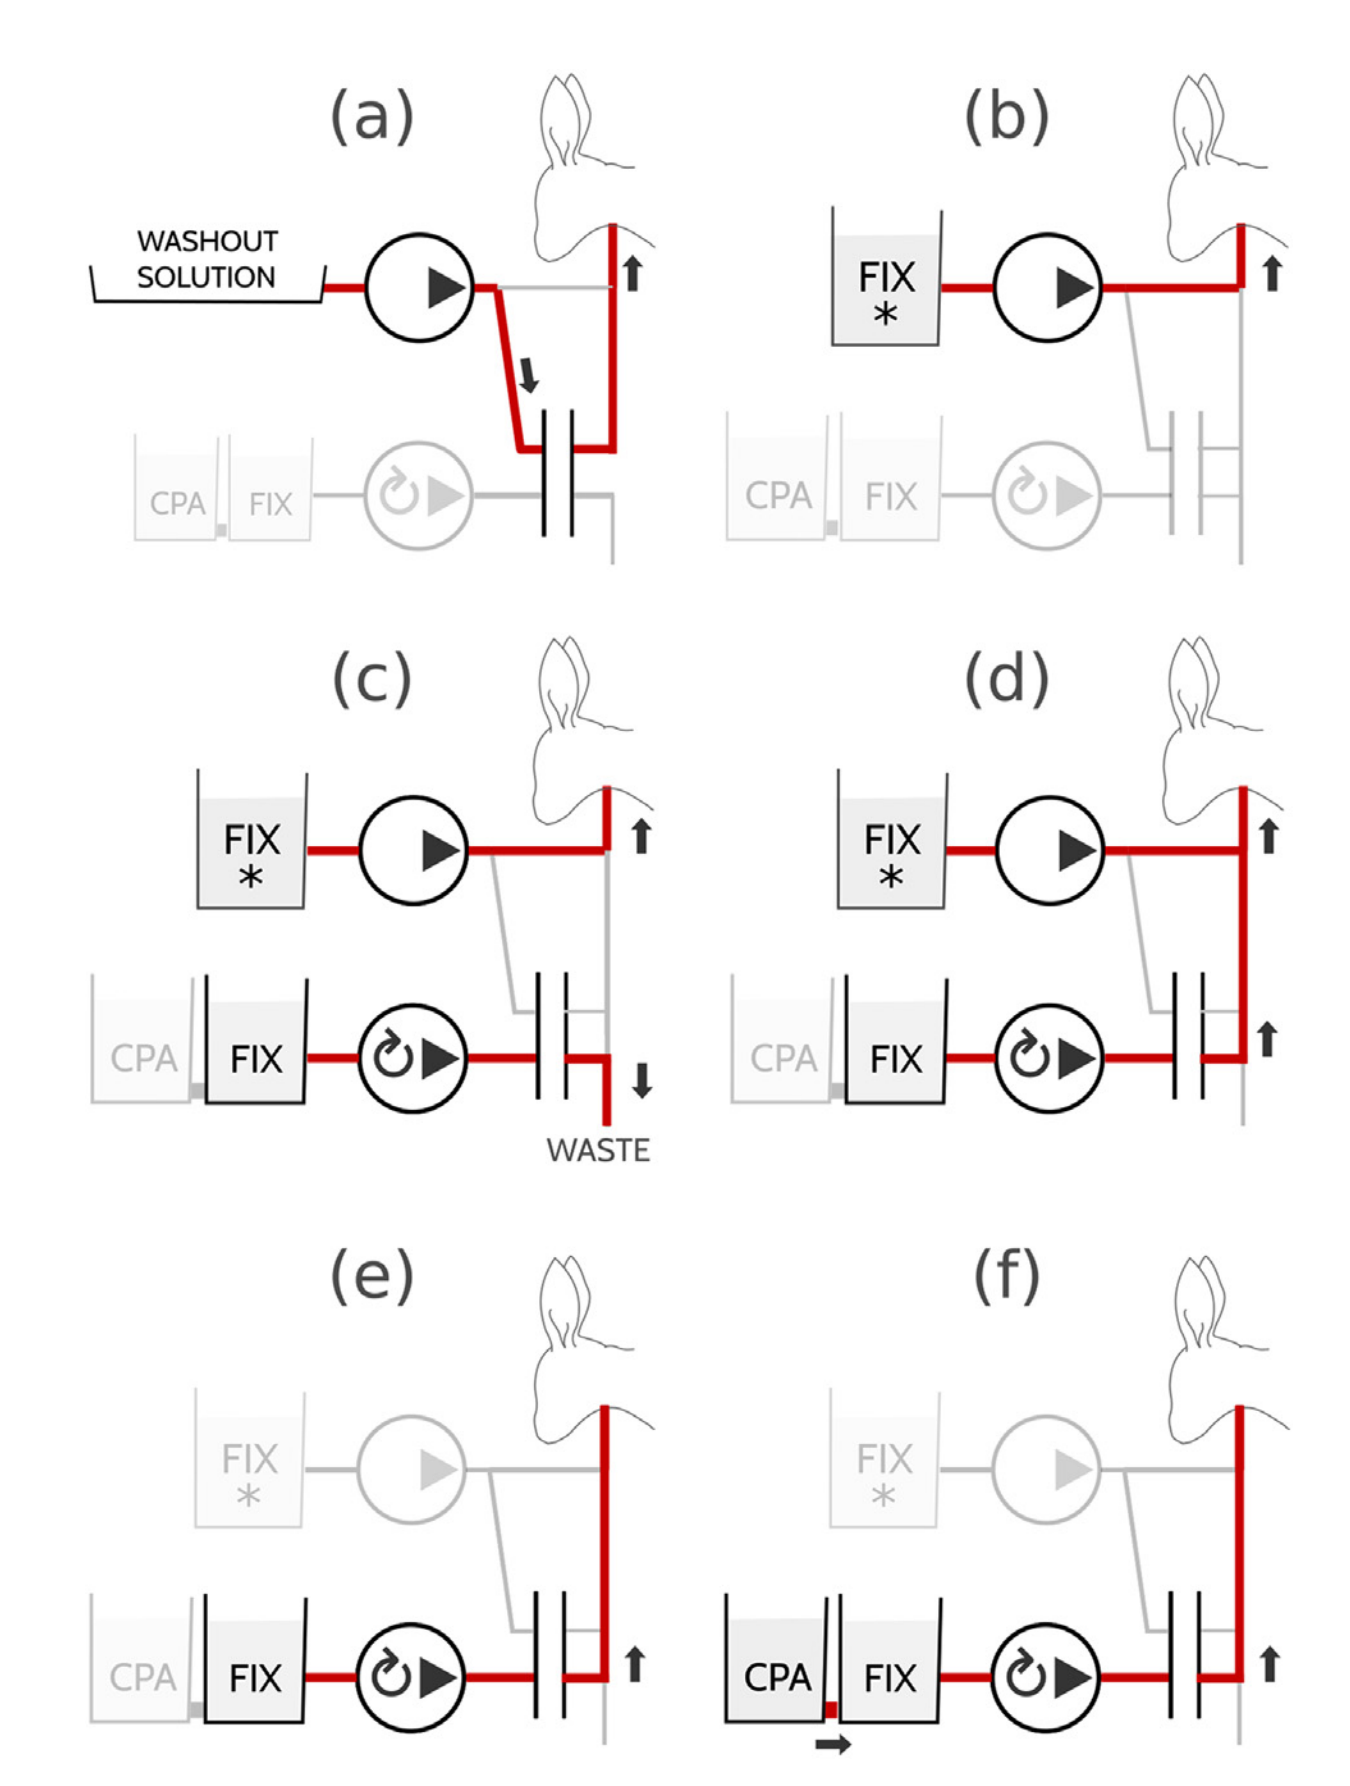 (a)
WASHOUT
SOLUTION
CPA FIX
(b)
FIX
*
CPA FIX
(c)
FIX
*
CPA FIX
WASTE
(d)
FIX
*
CPA FIX
(e)
FIX
*
CPA FIX
(f)
FIX
*
CPA FIX